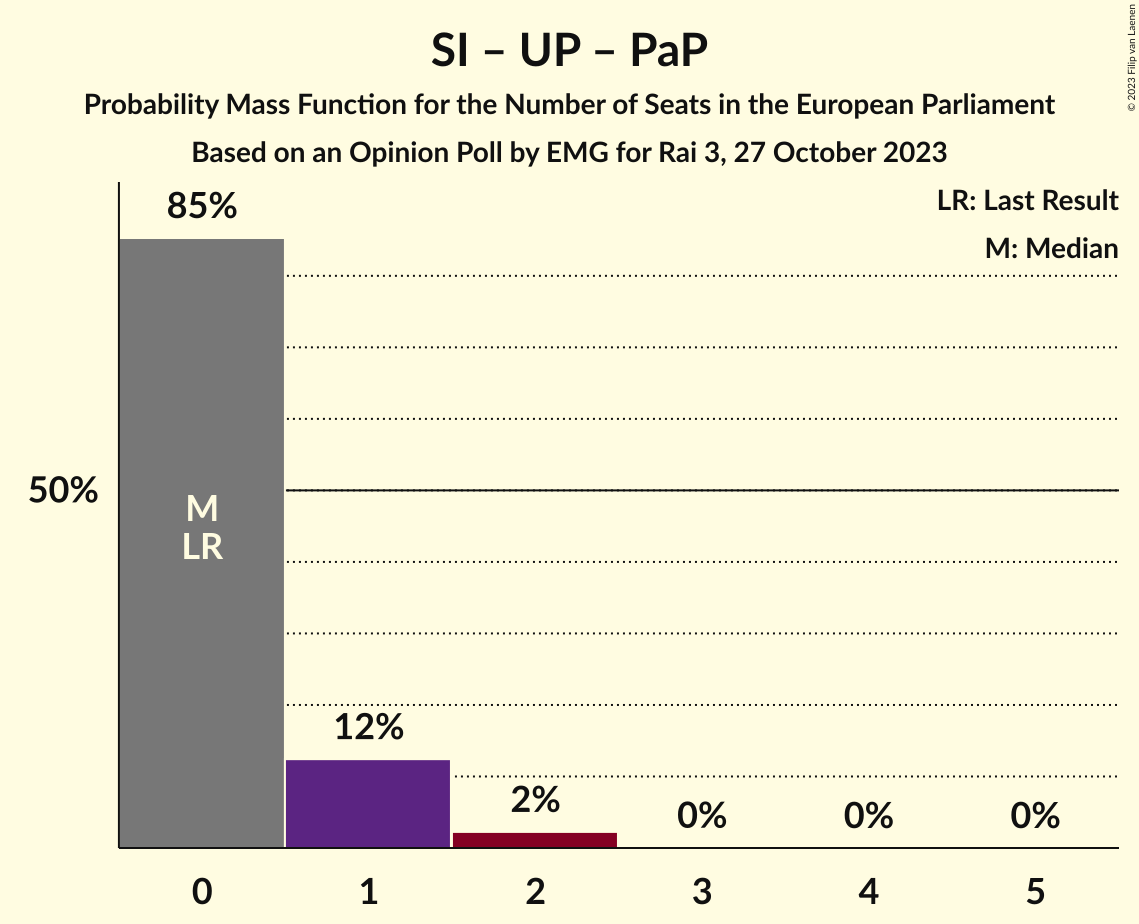 SI – UP – PaP
Probability Mass Function for the Number of Seats in the European Parliament
Based on an Opinion Poll by EMG for Rai 3, 27 October 2023
© 2023 Filip van Laenen
LR: Last Result
M: Median
85%
50%
M
LR
12%
2%
0%
0%
0%
0
1
2
3
4
5